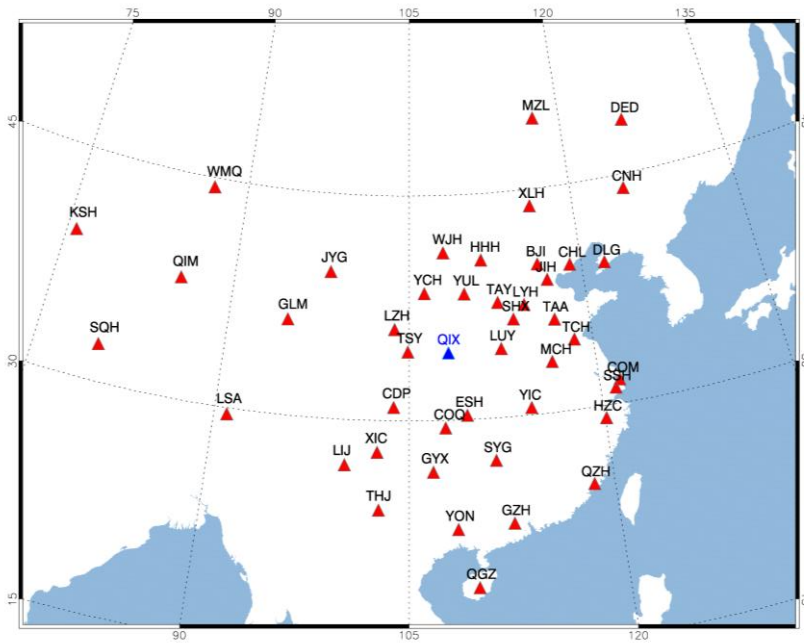 75 90 105 120 135
MZL DED
45
WMQ CNH
KSH XLH
WJH HHH BJI CHL DLG
QIM JYG JIH
YCH YUL TAY LYH
GLM SHX TAA
SQH LZH TCH
TSY QIX LUY
30 MCH
COM
SSH
LSA CDP ESH YIC HZC
COQ
XIC
LIJ GYX SYG
QZH
THJ
YON GZH
QGZ
15
90 105 120